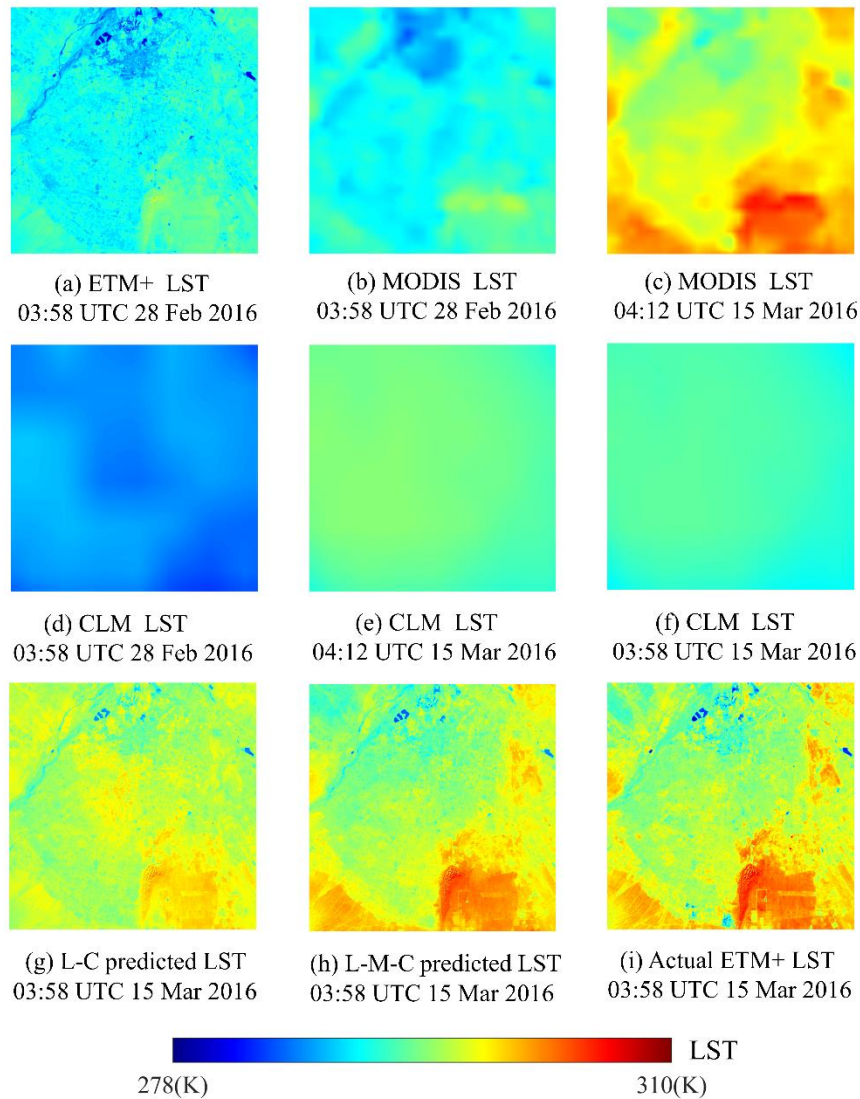 (a) ETM+ LST
03:58 UTC 28 Feb 2016
(b) MODIS LST
03:58 UTC 28 Feb 2016
(c) MODIS LST
04:12 UTC 15 Mar 2016
(d) CLM LST
03:58 UTC 28 Feb 2016
(e) CLM LST
04:12 UTC 15 Mar 2016
(f) CLM LST
03:58 UTC 15 Mar 2016
(g) L-C predicted LST
03:58 UTC 15 Mar 2016
(h) L-M-C predicted LST
03:58 UTC 15 Mar 2016
(i) Actual ETM+ LST
03:58 UTC 15 Mar 2016
LST
278(K)
310(K)